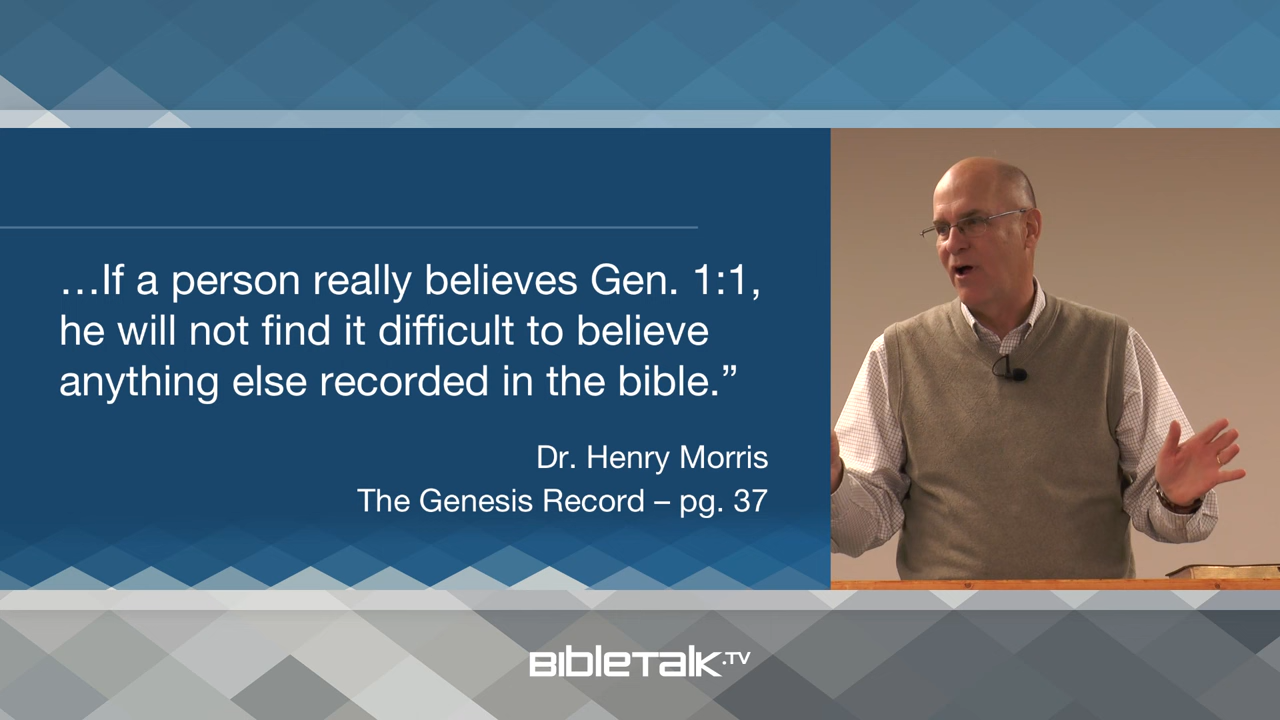 …If a person really believes Gen. 1:1,
he will not find it difficult to believe
anything else recorded in the bible.”
Dr. Henry Morris
The Genesis Record – pg. 37
BibleTalk.TV